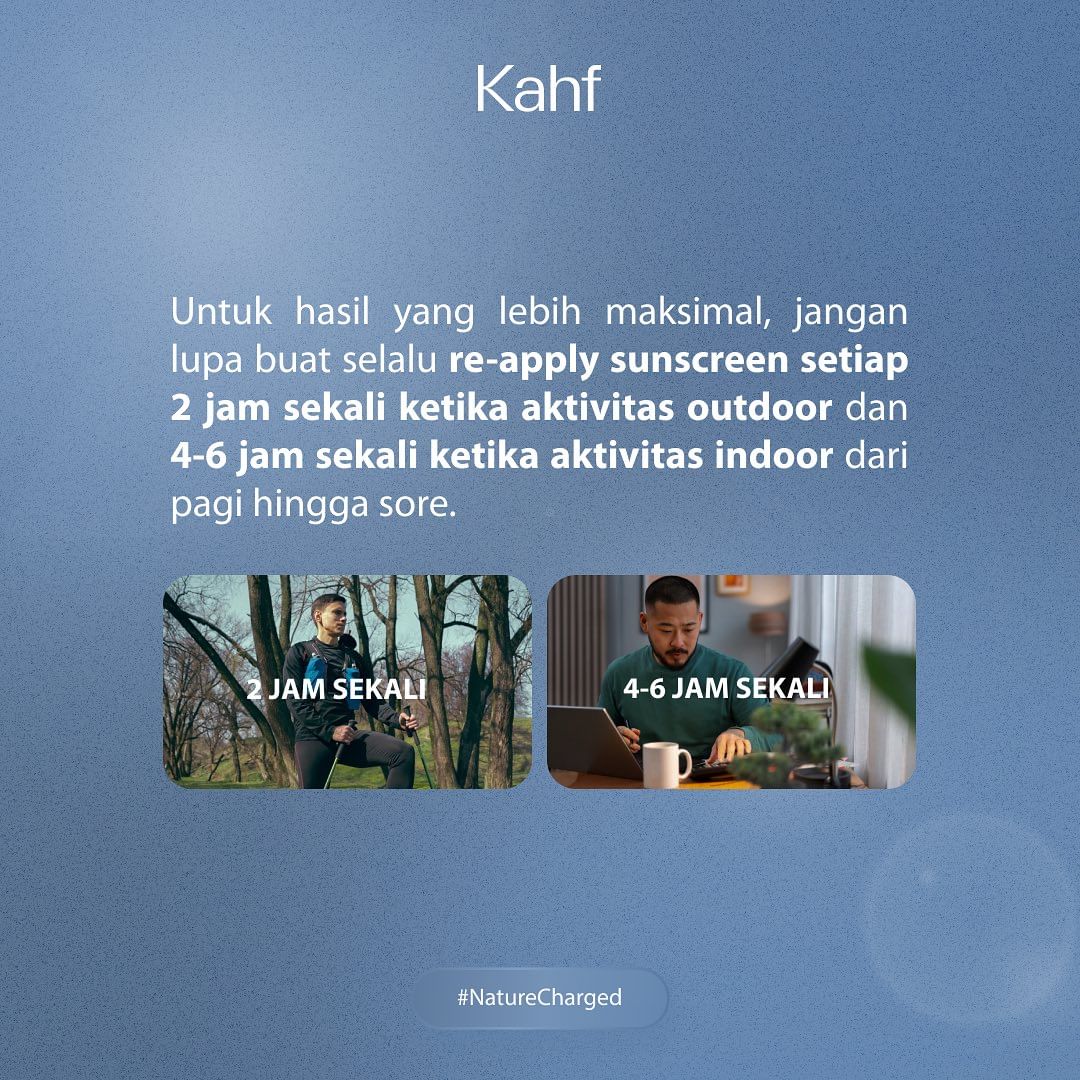 Kahf
Untuk hasil yang lebih maksimal, jangan
lupa buat selalu re-apply sunscreen setiap
2 jam sekali ketika aktivitas outdoor dan
4-6 jam sekali ketika aktivitas indoor dari
pagi hingga sore.
2 JAM SEKALI
4-6 JAM SEKALI
#NatureCharged